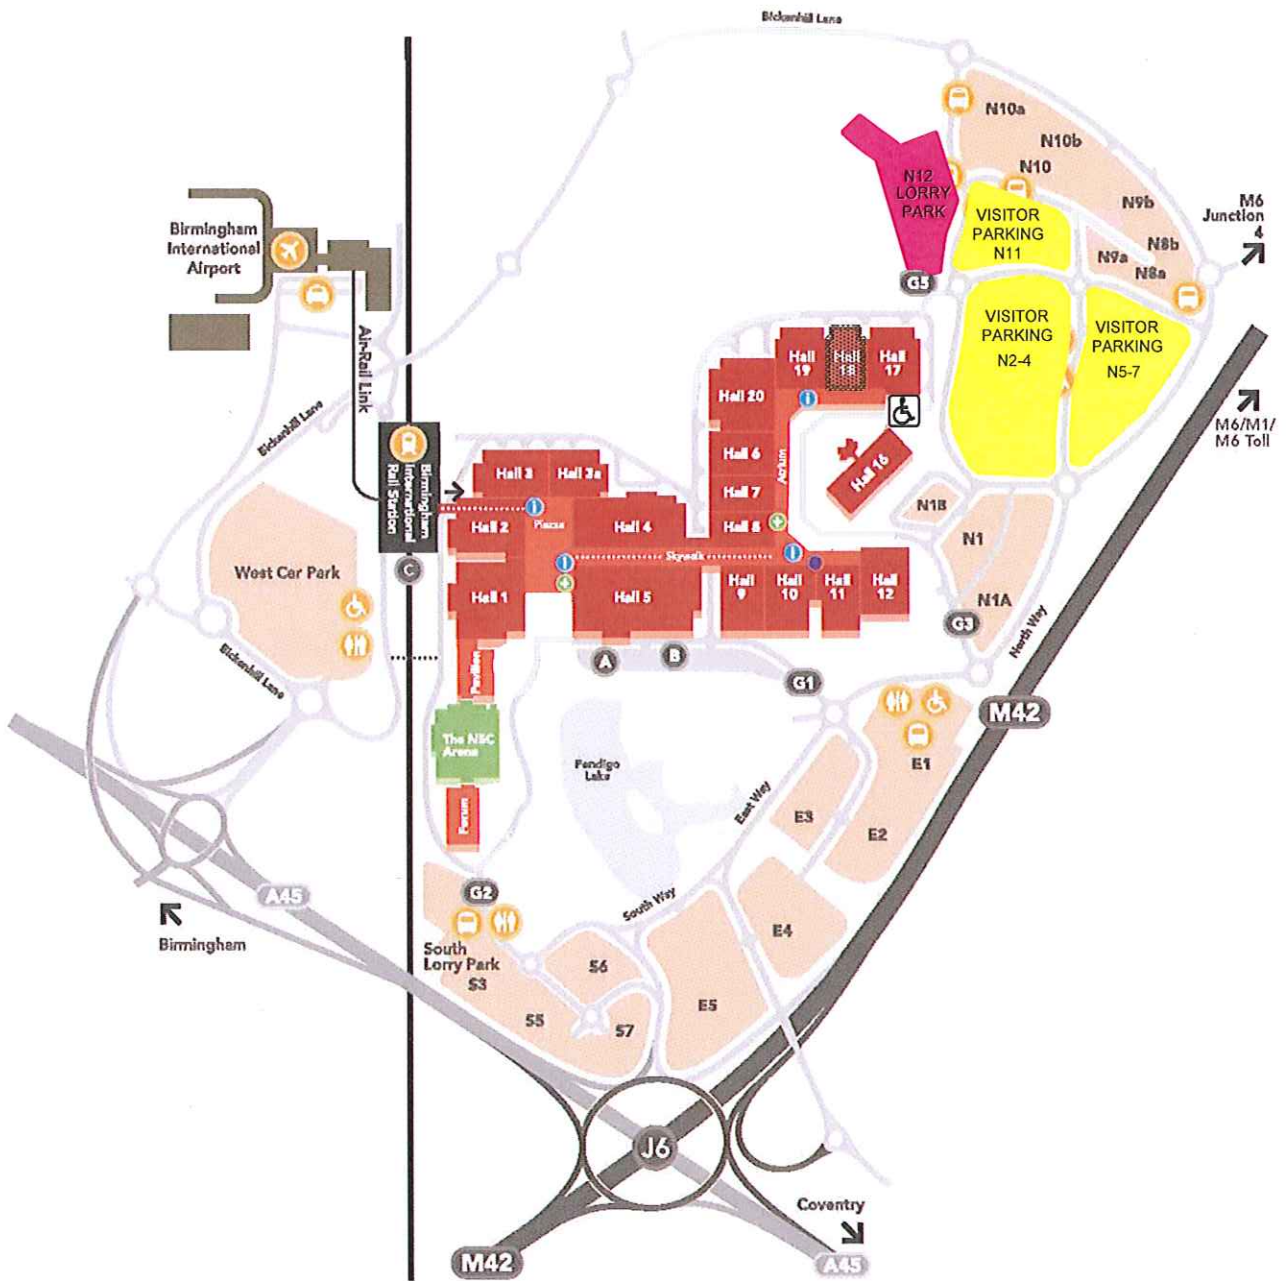 Bickenhill Lane
N10a
N10b
N10
N9b
N8b
N9a
N8a
N12
LORRY
PARK
VISITOR
PARKING
N11
G5
VISITOR
PARKING
N2-4
VISITOR
PARKING
N5-7
M6
Junction
4
M6/M1/
M6 Toll
Birmingham
International
Airport
Air-Rail Link
Bickenhill Lane
Birmingham
International
Rail Station
C
West Car Park
Bickenhill Lane
Hall
19
Hall
18
Hall
17
Hall 20
Hall 6
Hall 7
Hall 8
Atrium
Hall 16
Hall 3
Hall 3a
Hall 2
Piazza
Hall 4
Skywalk
Hall 1
Hall 5
Hall
9
Hall
10
Hall
11
Hall
12
N1B
N1
N1A
G3
North Way
A
B
G1
Pavilion
The NEC
Arena
Forum
Pendigo
Lake
M42
E1
E2
E3
East Way
E4
E5
South Way
G2
South
Lorry Park
S3
S5
S6
S7
A45
Birmingham
J6
Coventry
M42
A45